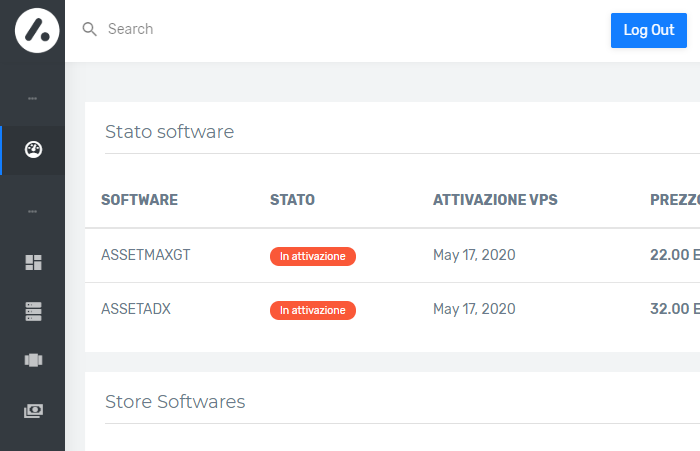 Search
Log Out
Stato software
SOFTWARE STATO ATTIVAZIONE VPS PREZZO
ASSETMAXGT In attivazione May 17, 2020 22.00 E
ASSETADX In attivazione May 17, 2020 32.00 E
Store Softwares